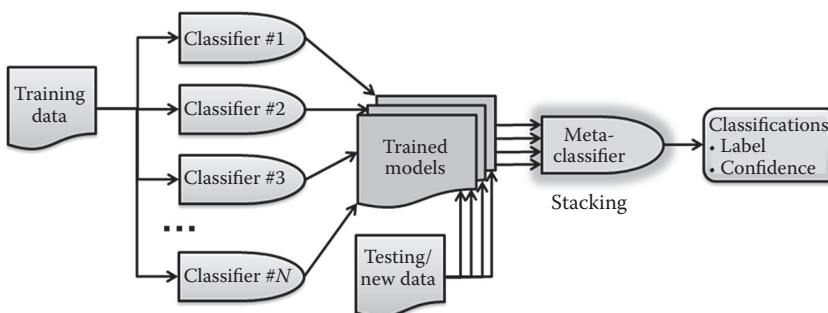 Training
data
Classifier #1
Classifier #2
Classifier #3
...
Classifier #N
Trained
models
Testing/
new data
Meta-
classifier
Stacking
Classifications
• Label
• Confidence